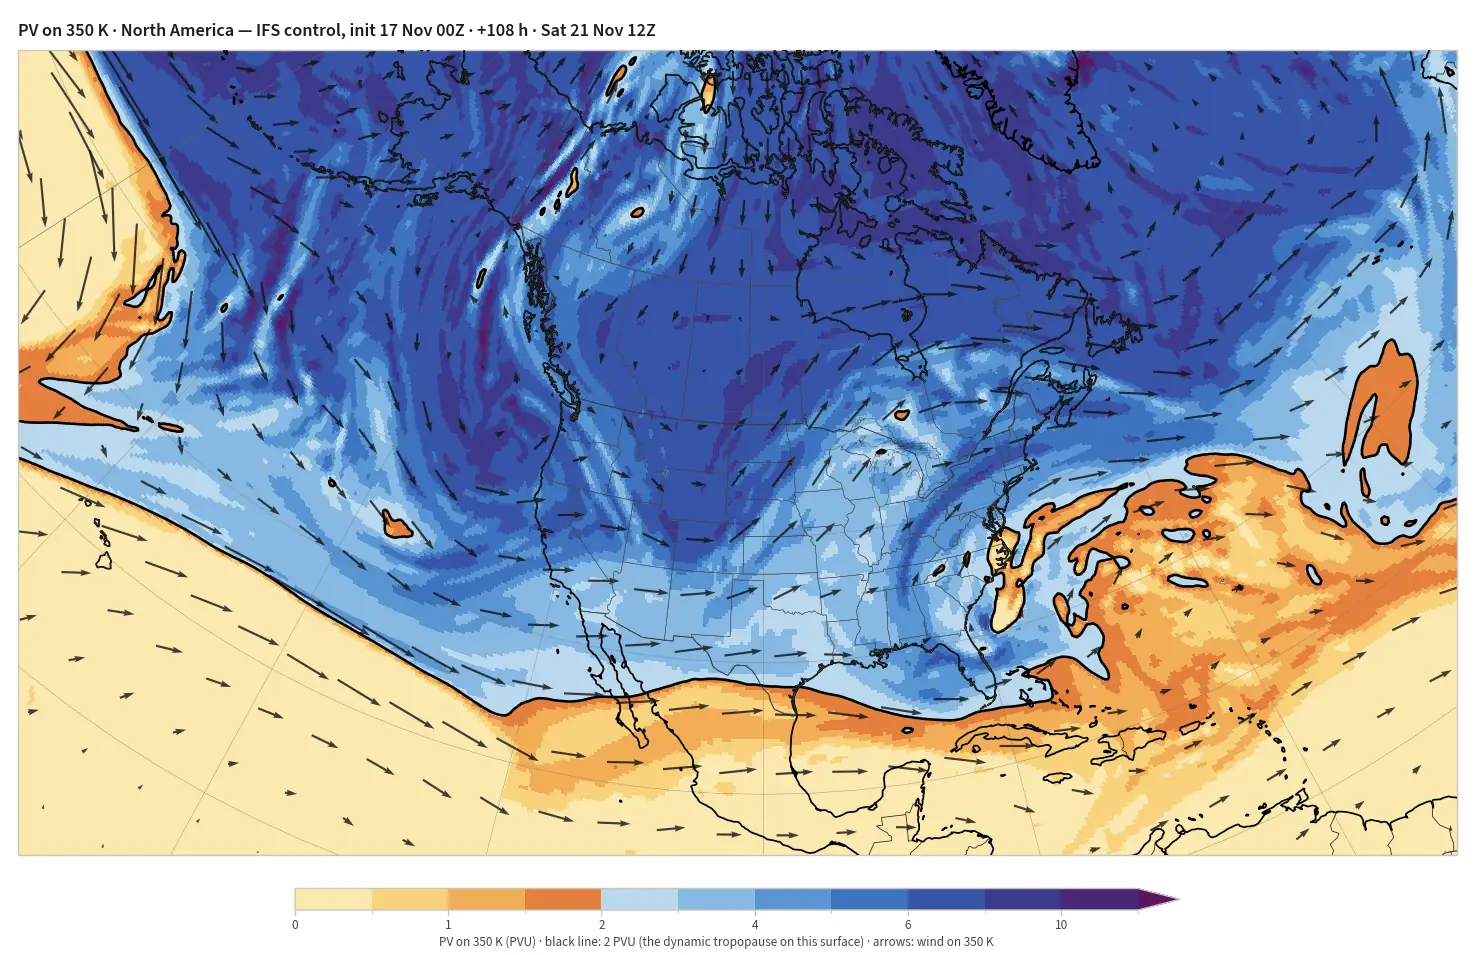 PV on 350 K · North America — IFS control, init 17 Nov 00Z · +108 h · Sat 21 Nov 12Z
0 1 2 4 6 10
PV on 350 K (PVU) · black line: 2 PVU (the dynamic tropopause on this surface) · arrows: wind on 350 K